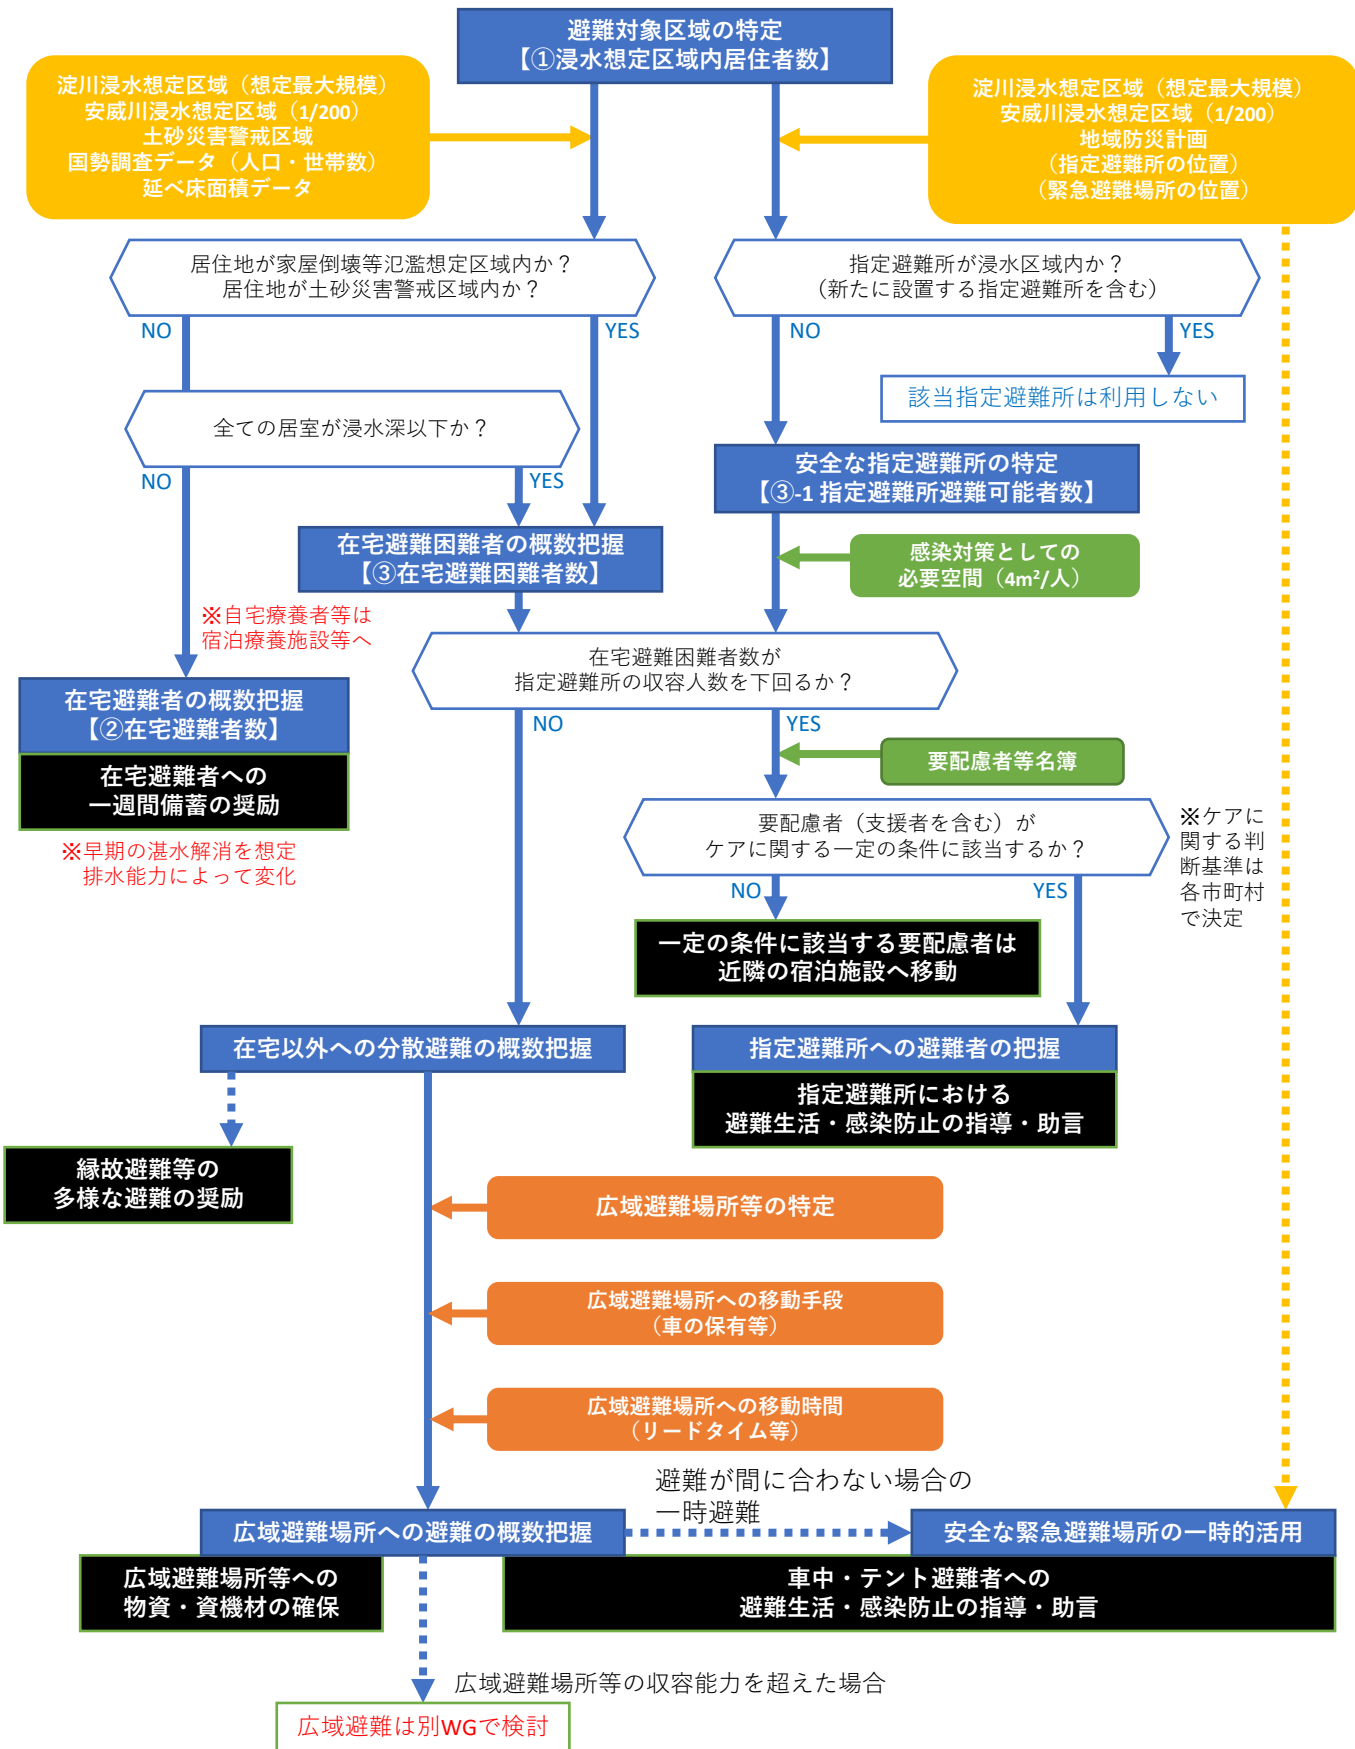 避難対象区域の特定
【①浸水想定区域内居住者数】
淀川浸水想定区域（想定最大規模）
安威川浸水想定区域（1/200）
土砂災害警戒区域
国勢調査データ（人口・世帯数）
延べ床面積データ
淀川浸水想定区域（想定最大規模）
安威川浸水想定区域（1/200）
地域防災計画
（指定避難所の位置）
（緊急避難場所の位置）
居住地が家屋倒壊等氾濫想定区域内か？
居住地が土砂災害警戒区域内か？
指定避難所が浸水区域内か？
（新たに設置する指定避難所を含む）
NO
YES
NO
YES
該当指定避難所は利用しない
全ての居室が浸水深以下か？
NO
YES
安全な指定避難所の特定
【③-1 指定避難所避難可能者数】
在宅避難困難者の概数把握
【③在宅避難困難者数】
感染対策としての
必要空間（4m²/人）
※自宅療養者等は
宿泊療養施設等へ
在宅避難困難者数が
指定避難所の収容人数を下回るか？
在宅避難者の概数把握
【②在宅避難者数】
在宅避難者への
一週間備蓄の奨励
※早期の湛水解消を想定
排水能力によって変化
NO
YES
要配慮者等名簿
要配慮者（支援者を含む）が
ケアに関する一定の条件に該当するか？
※ケアに
関する判
断基準は
各市町村
で決定
NO
YES
一定の条件に該当する要配慮者は
近隣の宿泊施設へ移動
在宅以外への分散避難の概数把握
指定避難所への避難者の把握
指定避難所における
避難生活・感染防止の指導・助言
縁故避難等の
多様な避難の奨励
広域避難場所等の特定
広域避難場所への移動手段
（車の保有等）
広域避難場所への移動時間
（リードタイム等）
避難が間に合わない場合の
一時避難
広域避難場所への避難の概数把握
安全な緊急避難場所の一時的活用
広域避難場所等への
物資・資機材の確保
車中・テント避難者への
避難生活・感染防止の指導・助言
広域避難場所等の収容能力を超えた場合
広域避難は別WGで検討